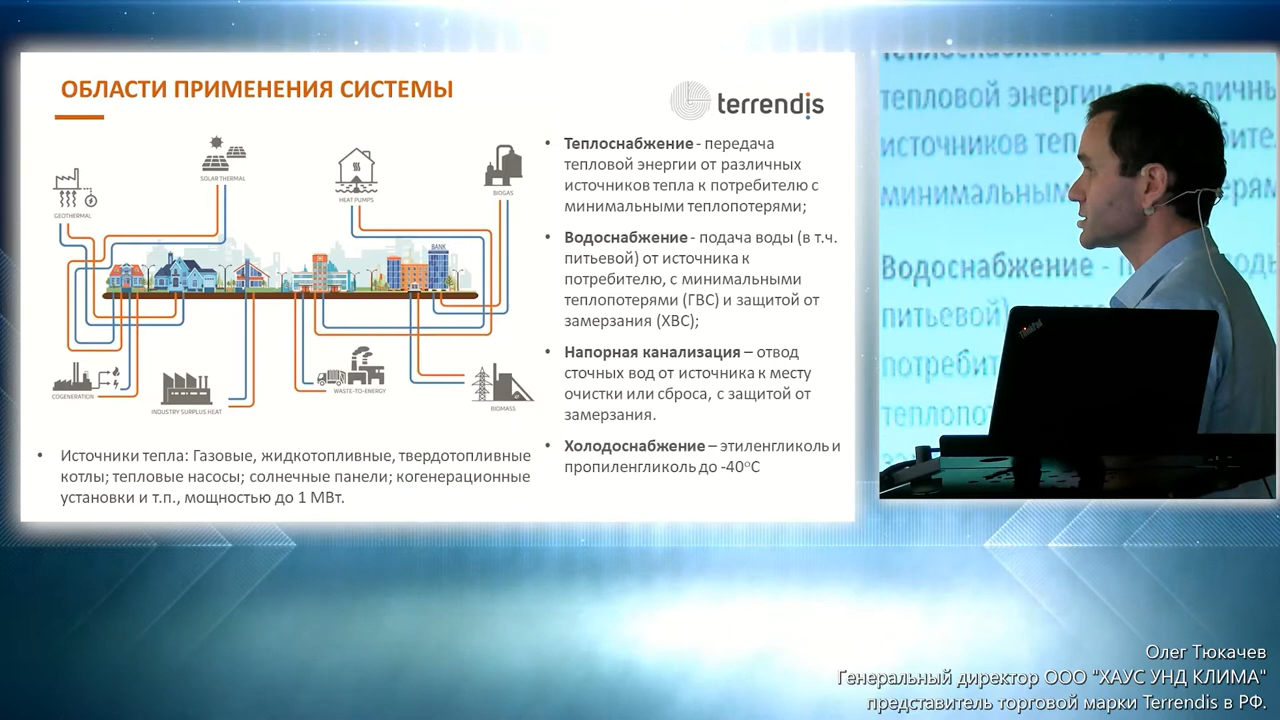 ОБЛАСТИ ПРИМЕНЕНИЯ СИСТЕМЫ
terrendis
SOLAR THERMAL
HEAT PUMPS
BIOGAS
GEOTHERMAL
BANK
COGENERATION
INDUSTRY SURPLUS HEAT
WASTE-TO-ENERGY
BIOMASS
• Источники тепла: Газовые, жидкотопливные, твердотопливные
котлы; тепловые насосы; солнечные панели; когенерационные
установки и т.п., мощностью до 1 МВт.
• Теплоснабжение - передача
тепловой энергии от различных
источников тепла к потребителю с
минимальными теплопотерями;
• Водоснабжение - подача воды (в т.ч.
питьевой) от источника к
потребителю, с минимальными
теплопотерями (ГВС) и защитой от
замерзания (ХВС);
• Напорная канализация – отвод
сточных вод от источника к месту
очистки или сброса, с защитой от
замерзания.
• Холодоснабжение – этиленгликоль и
пропиленгликоль до -40°С
тепловой энергии
источников теп
минимальны
Водоснабжение -
питьевой)
потребит
теплопот
ThinkPad
Олег Тюкачев
Генеральный директор ООО "ХАУС УНД КЛИМА"
представитель торговой марки Terrendis в РФ.